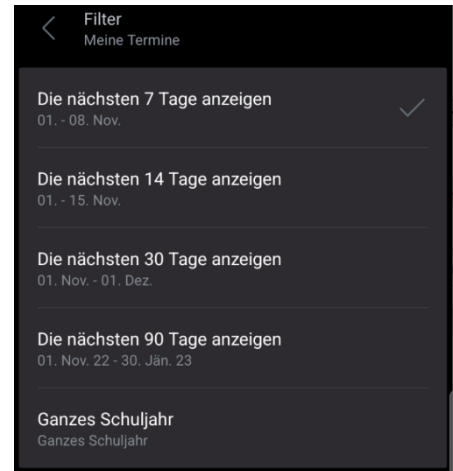 Filter
Meine Termine
Die nächsten 7 Tage anzeigen
01. - 08. Nov.
Die nächsten 14 Tage anzeigen
01. - 15. Nov.
Die nächsten 30 Tage anzeigen
01. Nov. - 01. Dez.
Die nächsten 90 Tage anzeigen
01. Nov. 22 - 30. Jän. 23
Ganzes Schuljahr
Ganzes Schuljahr